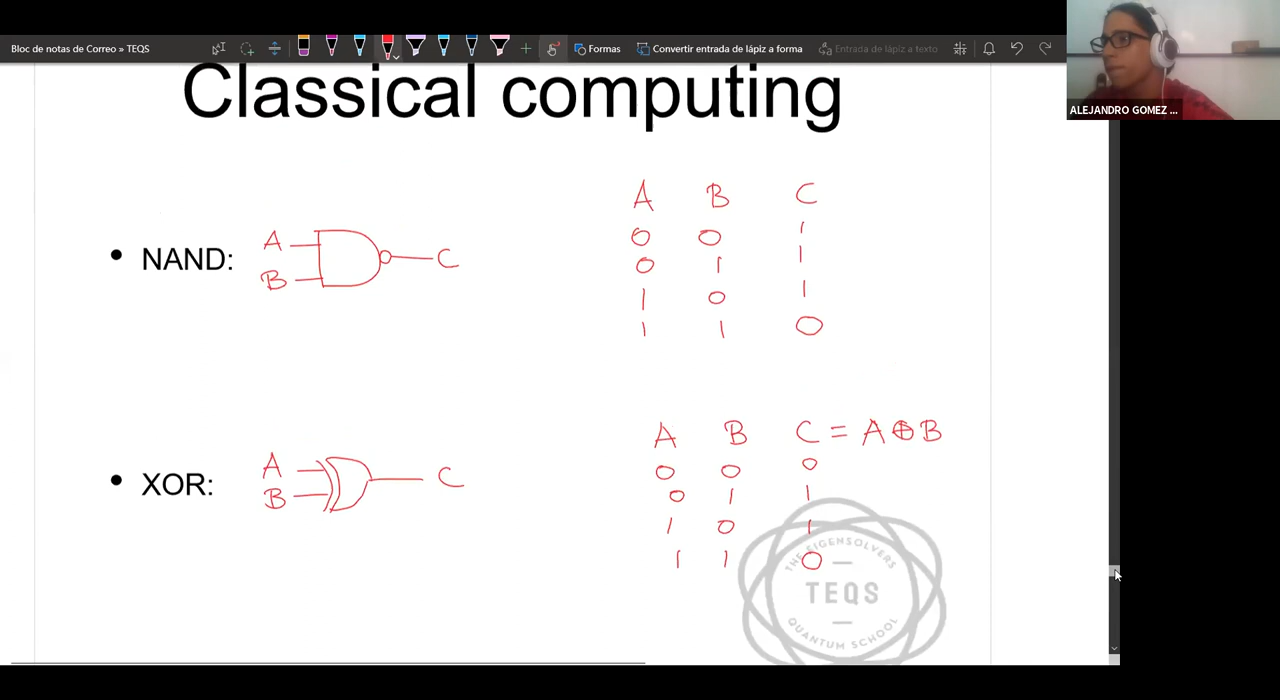 Bloc de notas de Correo » TEQS
Formas
Convertir entrada de lápiz a forma
Entrada de lápiz a texto
ALEJANDRO GOMEZ ...
Classical computing
• NAND:
A
B
C
A B C
0 0 1
0 1 1
1 0 1
1 1 0
• XOR:
A
B
C
A B C = A ⊕ B
0 0 0
0 1 1
1 0 1
1 1 0
THE EIGENSOLVERS
TEQS
QUANTUM SCHOOL